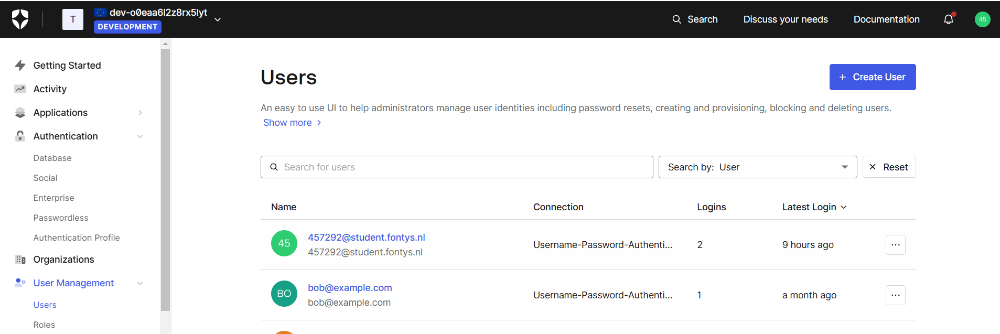 T
dev-o0eaa6l2z8rx5lyt
DEVELOPMENT
Search
Discuss your needs
Documentation
45
Getting Started
Activity
Applications
Authentication
Database
Social
Enterprise
Passwordless
Authentication Profile
Organizations
User Management
Users
Roles
Users
+ Create User
An easy to use UI to help administrators manage user identities including password resets, creating and provisioning, blocking and deleting users.
Show more
Search for users
Search by: User
Reset
Name Connection Logins Latest Login
45
457292@student.fontys.nl
457292@student.fontys.nl
Username-Password-Authenti... 2 9 hours ago ...
BO
bob@example.com
bob@example.com
Username-Password-Authenti... 1 a month ago ...